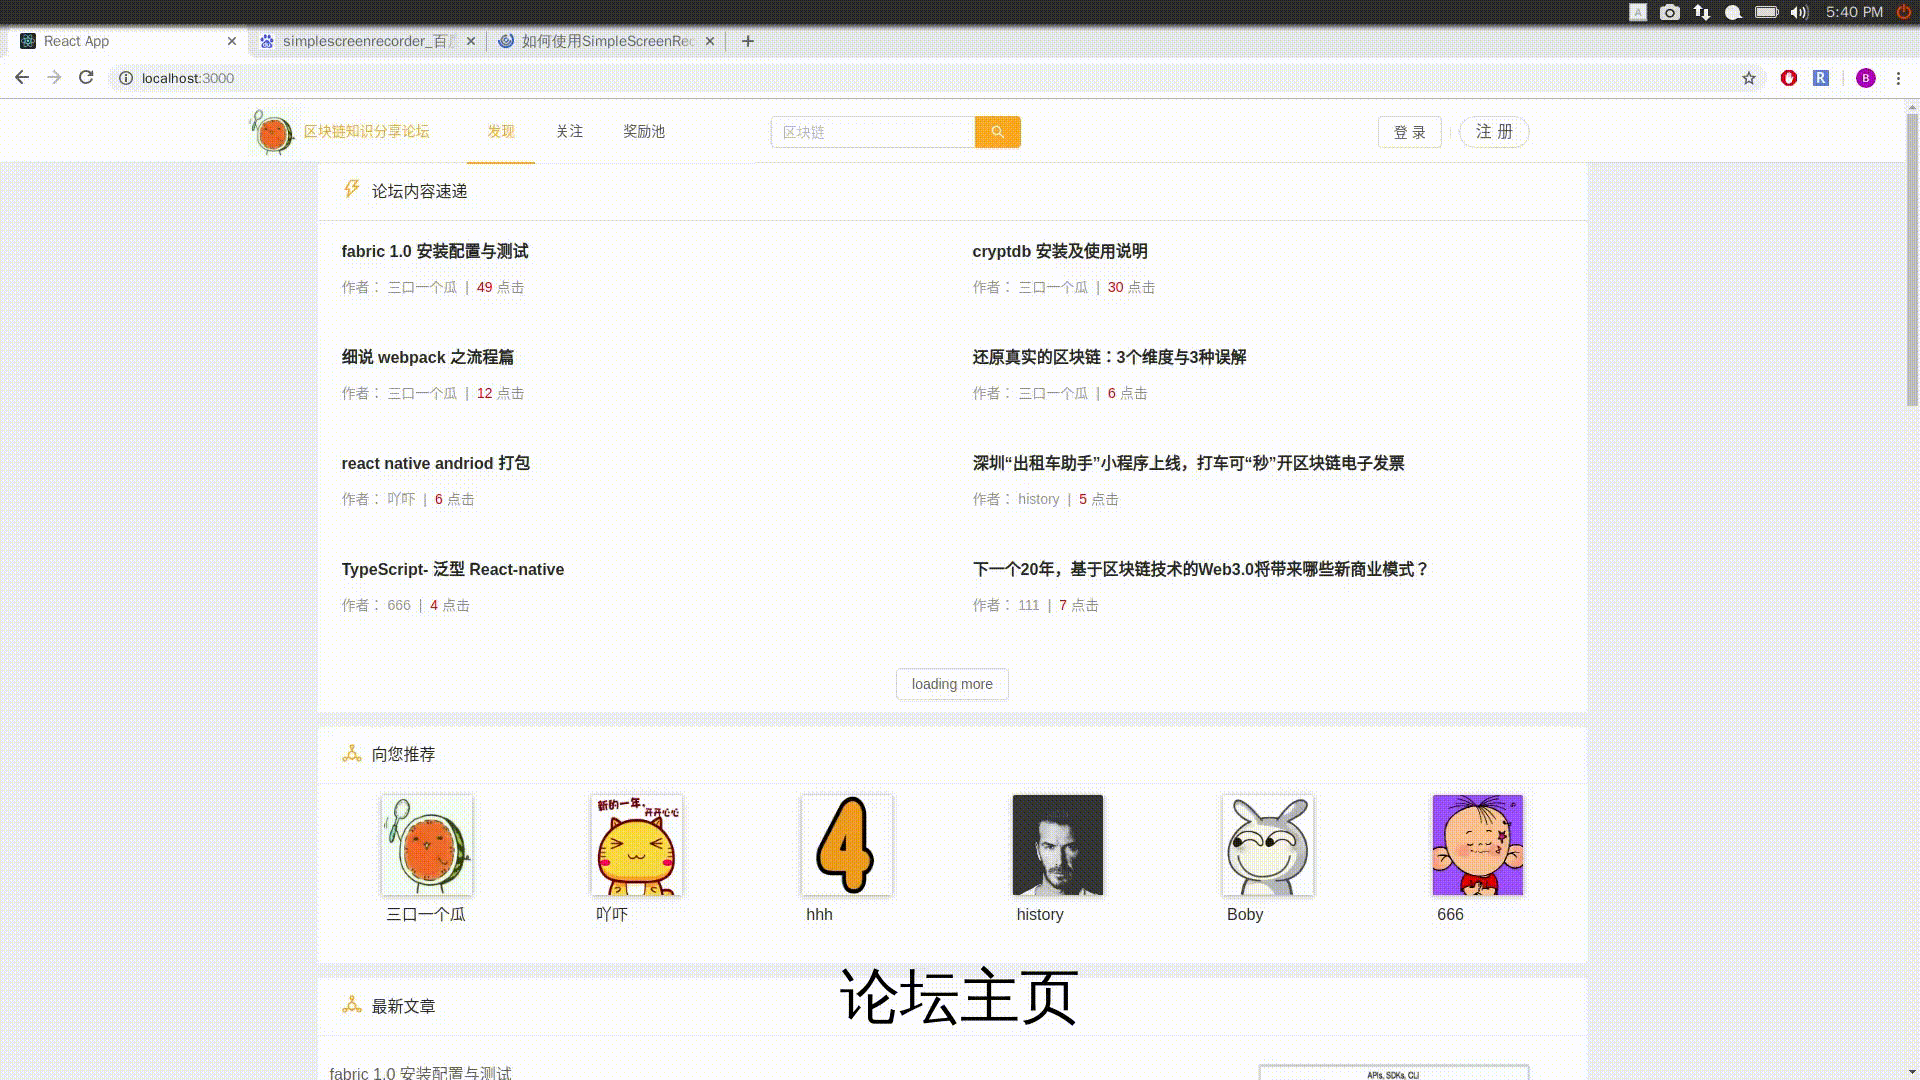 5:40 PM
React App
simplescreenrecorder_百
如何使用SimpleScreenRec
localhost:3000
R
B
区块链知识分享论坛
发现
关注
奖励池
区块链
登 录
注 册
论坛内容速递
fabric 1.0 安装配置与测试
cryptdb 安装及使用说明
作者： 三口一个瓜 | 49 点击
作者： 三口一个瓜 | 30 点击
细说 webpack 之流程篇
还原真实的区块链：3个维度与3种误解
作者： 三口一个瓜 | 12 点击
作者： 三口一个瓜 | 6 点击
react native andriod 打包
深圳“出租车助手”小程序上线，打车可“秒”开区块链电子发票
作者： 吖吓 | 6 点击
作者： history | 5 点击
TypeScript- 泛型 React-native
下一个20年，基于区块链技术的Web3.0将带来哪些新商业模式？
作者： 666 | 4 点击
作者： 111 | 7 点击
loading more
向您推荐
新的一年，
开开心心
4
三口一个瓜
吖吓
hhh
history
Boby
666
论坛主页
最新文章
fabric 1.0 安装配置与测试
APIs, SDKs, CLI